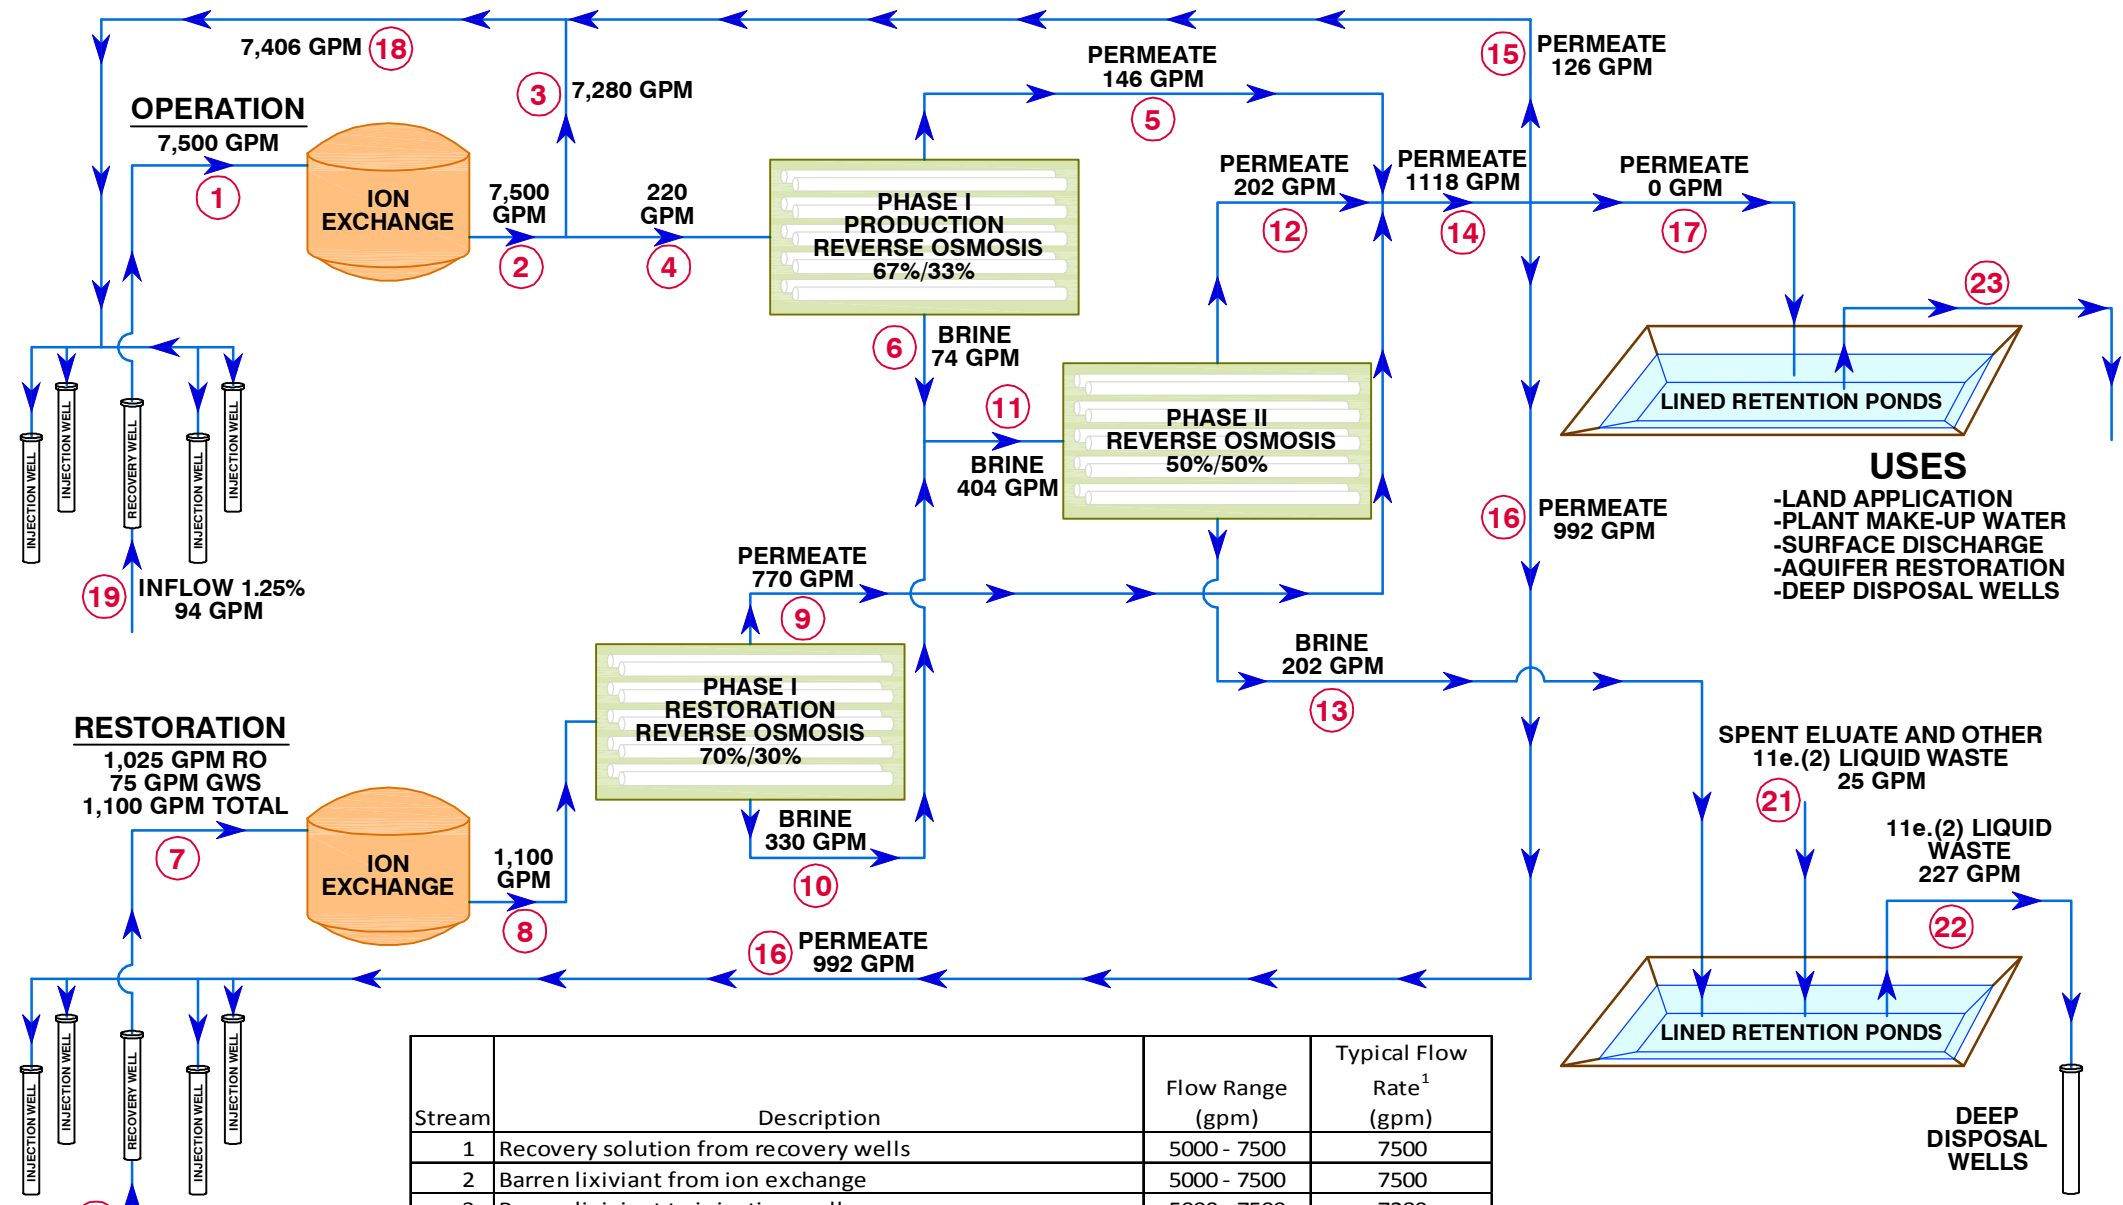 7,406 GPM 18
15 PERMEATE
126 GPM
PERMEATE
146 GPM
5
3 7,280 GPM
OPERATION
7,500 GPM
1
ION
EXCHANGE
7,500
GPM
2
220
GPM
4
PHASE I
PRODUCTION
REVERSE OSMOSIS
67%/33%
PERMEATE
202 GPM
12
PERMEATE
1118 GPM
14
PERMEATE
0 GPM
17
23
6 BRINE
74 GPM
11
BRINE
404 GPM
PHASE II
REVERSE OSMOSIS
50%/50%
LINED RETENTION PONDS
USES
-LAND APPLICATION
-PLANT MAKE-UP WATER
-SURFACE DISCHARGE
-AQUIFER RESTORATION
-DEEP DISPOSAL WELLS
INJECTION WELL
INJECTION WELL
RECOVERY WELL
INJECTION WELL
INJECTION WELL
19 INFLOW 1.25%
94 GPM
16 PERMEATE
992 GPM
PERMEATE
770 GPM
9
BRINE
202 GPM
13
PHASE I
RESTORATION
REVERSE OSMOSIS
70%/30%
RESTORATION
1,025 GPM RO
75 GPM GWS
1,100 GPM TOTAL
7
ION
EXCHANGE
1,100
GPM
8
BRINE
330 GPM
10
SPENT ELUATE AND OTHER
11e.(2) LIQUID WASTE
25 GPM
21
11e.(2) LIQUID
WASTE
227 GPM
22
16 PERMEATE
992 GPM
LINED RETENTION PONDS
DEEP
DISPOSAL
WELLS
INJECTION WELL
INJECTION WELL
RECOVERY WELL
INJECTION WELL
INJECTION WELL
Stream Description Flow Range (gpm) Typical Flow Rate1 (gpm)
1 Recovery solution from recovery wells 5000 - 7500 7500
2 Barren lixiviant from ion exchange 5000 - 7500 7500